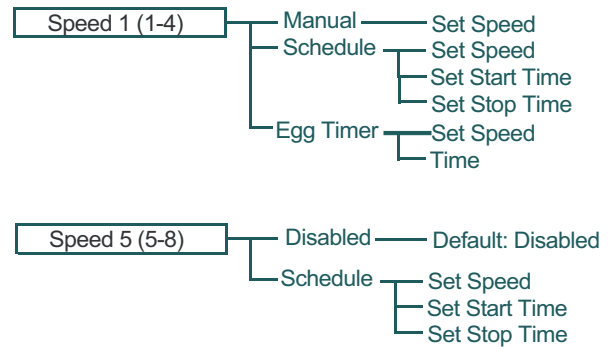 Speed 1 (1-4) Manual Set Speed
Schedule Set Speed
Set Start Time
Set Stop Time
Egg Timer Set Speed
Time
Speed 5 (5-8) Disabled Default: Disabled
Schedule Set Speed
Set Start Time
Set Stop Time